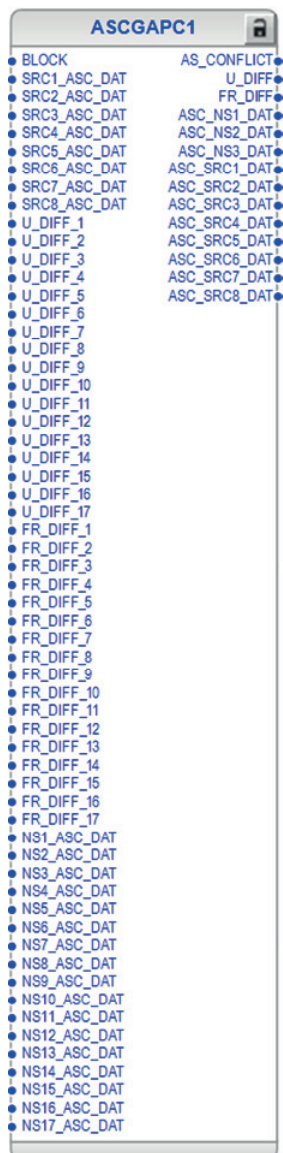 ASCGAPC1
BLOCK AS_CONFLICT
SRC1_ASC_DAT U_DIFF
SRC2_ASC_DAT FR_DIFF
SRC3_ASC_DAT ASC_NS1_DAT
SRC4_ASC_DAT ASC_NS2_DAT
SRC5_ASC_DAT ASC_NS3_DAT
SRC6_ASC_DAT ASC_SRC1_DAT
SRC7_ASC_DAT ASC_SRC2_DAT
SRC8_ASC_DAT ASC_SRC3_DAT
U_DIFF_1 ASC_SRC4_DAT
U_DIFF_2 ASC_SRC5_DAT
U_DIFF_3 ASC_SRC6_DAT
U_DIFF_4 ASC_SRC7_DAT
U_DIFF_5 ASC_SRC8_DAT
U_DIFF_6
U_DIFF_7
U_DIFF_8
U_DIFF_9
U_DIFF_10
U_DIFF_11
U_DIFF_12
U_DIFF_13
U_DIFF_14
U_DIFF_15
U_DIFF_16
U_DIFF_17
FR_DIFF_1
FR_DIFF_2
FR_DIFF_3
FR_DIFF_4
FR_DIFF_5
FR_DIFF_6
FR_DIFF_7
FR_DIFF_8
FR_DIFF_9
FR_DIFF_10
FR_DIFF_11
FR_DIFF_12
FR_DIFF_13
FR_DIFF_14
FR_DIFF_15
FR_DIFF_16
FR_DIFF_17
NS1_ASC_DAT
NS2_ASC_DAT
NS3_ASC_DAT
NS4_ASC_DAT
NS5_ASC_DAT
NS6_ASC_DAT
NS7_ASC_DAT
NS8_ASC_DAT
NS9_ASC_DAT
NS10_ASC_DAT
NS11_ASC_DAT
NS12_ASC_DAT
NS13_ASC_DAT
NS14_ASC_DAT
NS15_ASC_DAT
NS16_ASC_DAT
NS17_ASC_DAT